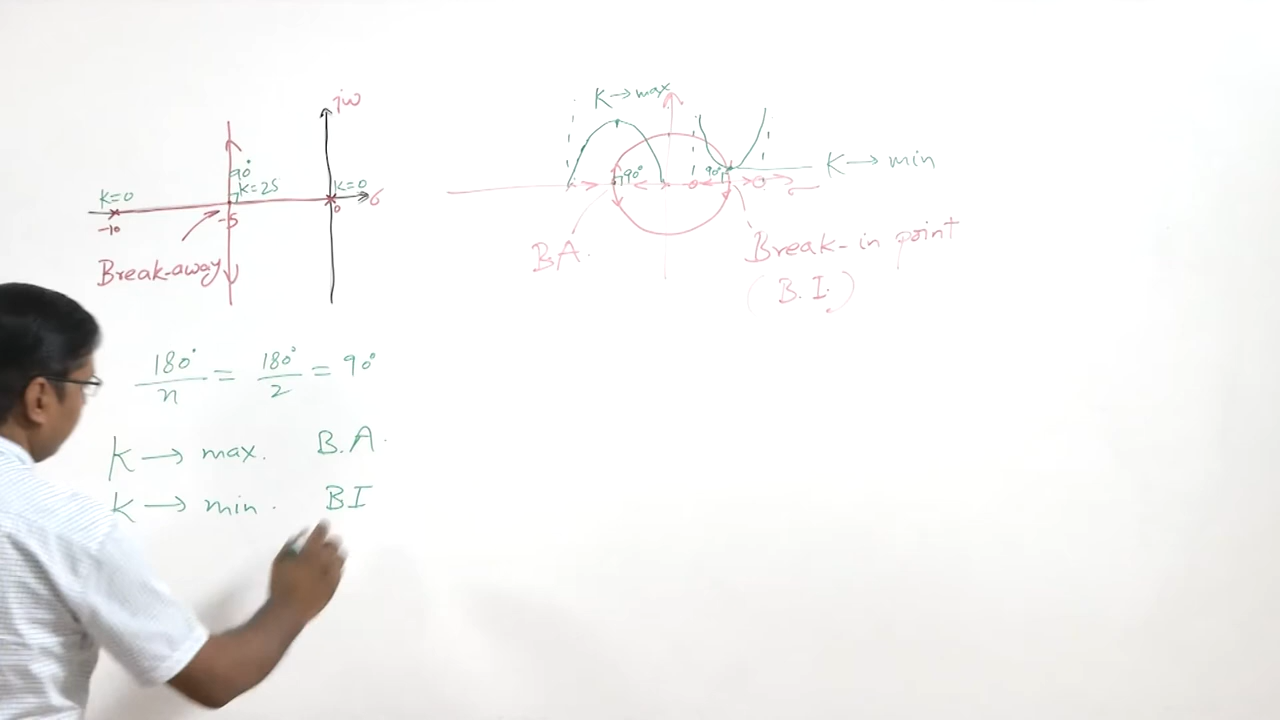 jω
90°
K=0
K=25
K=0
σ
-10
-5
0
Break-away
K → max
90°
90°
K → min
σ
B.A.
Break-in point
(B.I.)
180°/n = 180°/2 = 90°
K → max. B.A.
K → min. BI